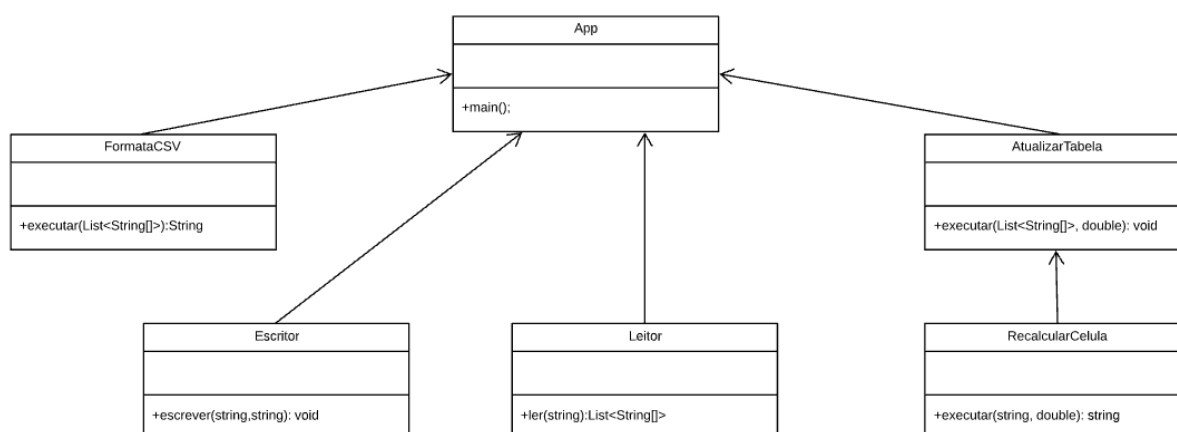 App
+main();
FormataCSV
+executar(List<String[]>):String
AtualizarTabela
+executar(List<String[]>, double): void
Escritor
+escrever(string,string): void
Leitor
+ler(string):List<String[]>
RecalcularCelula
+executar(string, double): string